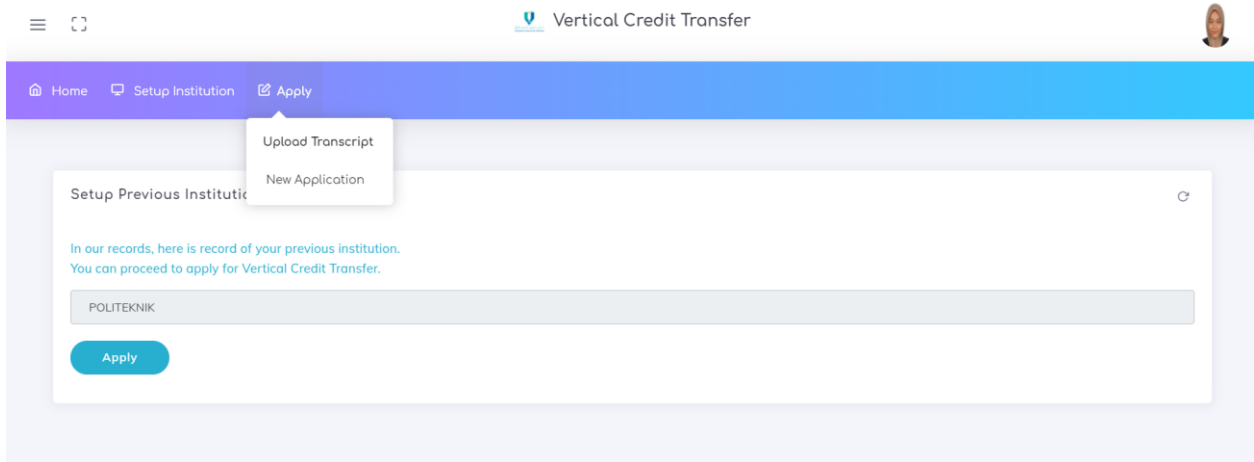 Vertical Credit Transfer
Home Setup Institution Apply
Upload Transcript
New Application
Setup Previous
In our records, here is record of your previous institution.
You can proceed to apply for Vertical Credit Transfer.
POLITEKNIK
Apply